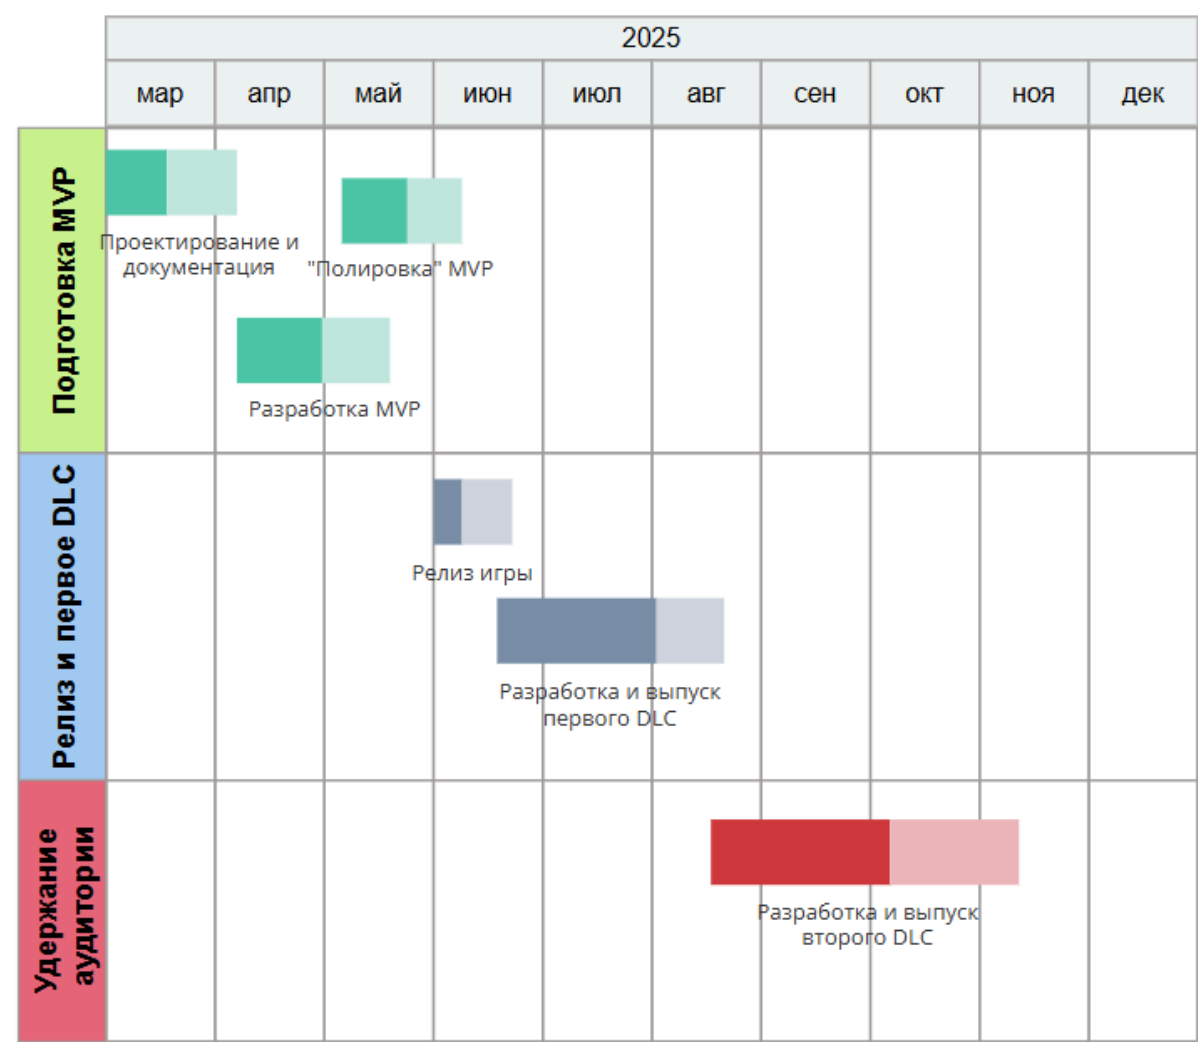 2025
мар апр май июн июл авг сен окт ноя дек
Подготовка MVP
Проектирование и
документация
"Полировка" MVP
Разработка MVP
Релиз и первое DLC
Релиз игры
Разработка и выпуск
первого DLC
Удержание
аудитории
Разработка и выпуск
второго DLC